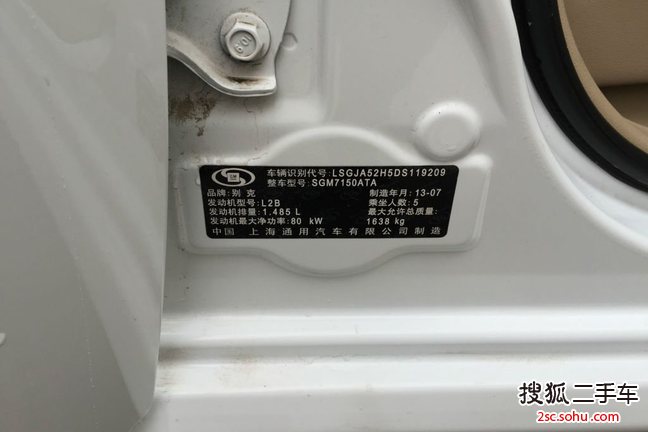 10.9
GM
车辆识别代号:LSGJA52H5DS119209
整车型号:SGM7150ATA
品牌:别克 制造年月:13-07
发动机型号:L2B 乘坐人数:5
发动机排量:1.485 L 最大允许总质量:
发动机最大净功率:80 kW 1638 kg
中国 上海通用汽车有限公司制造
搜狐二手车
2sc.sohu.com